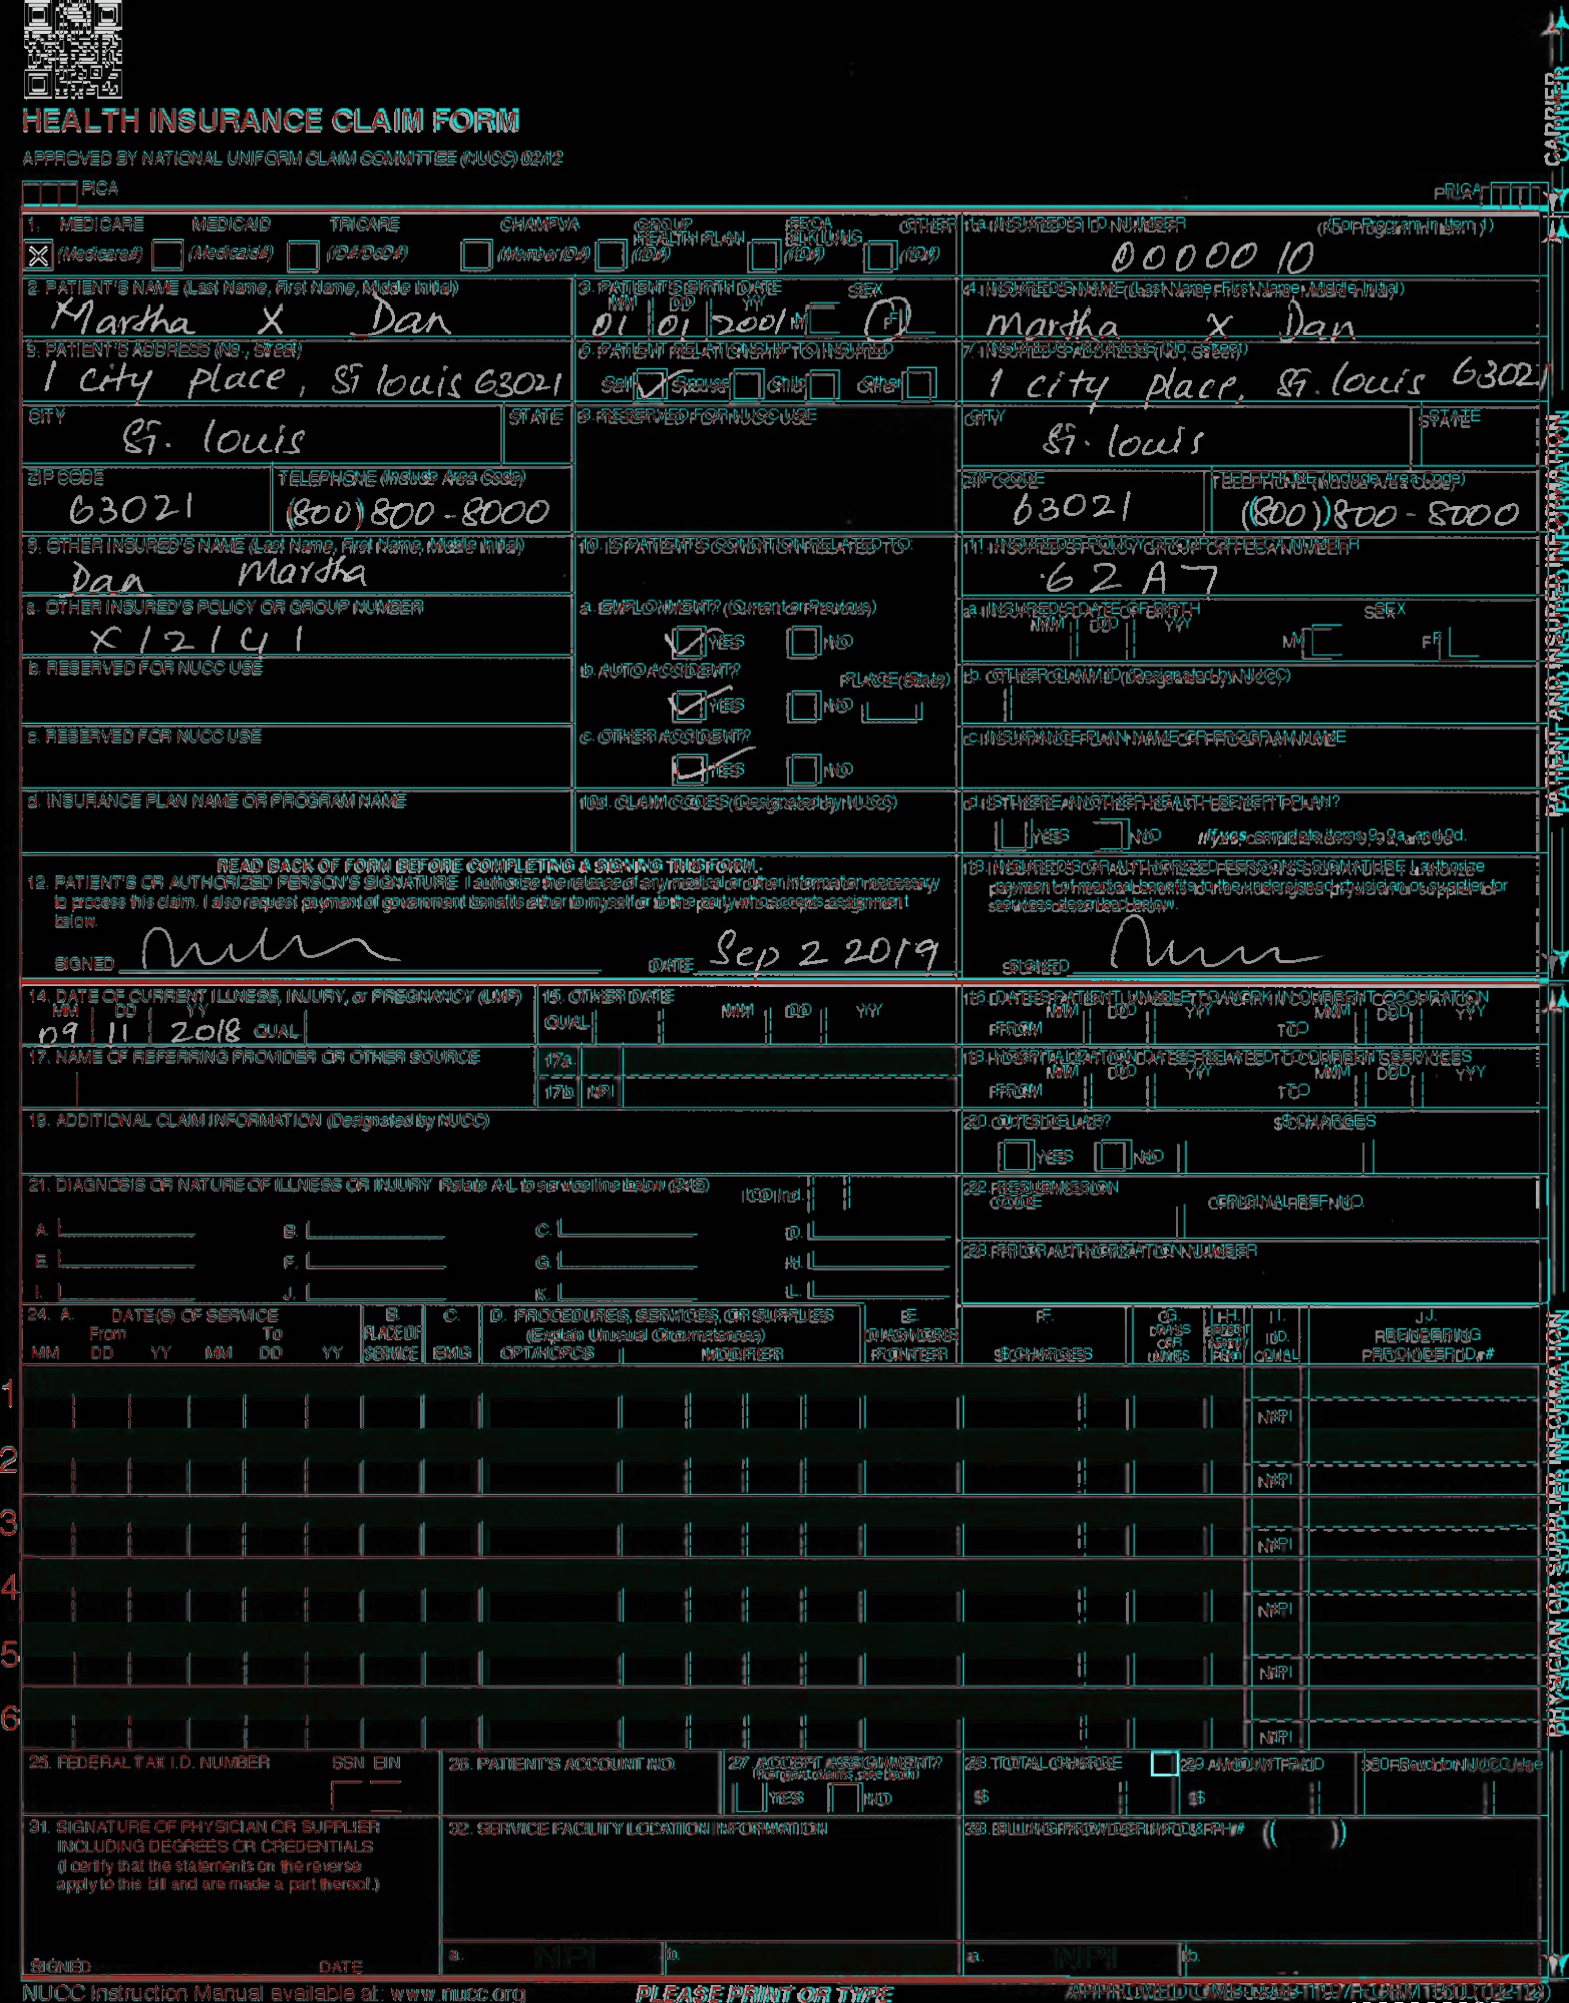 HEALTH INSURANCE CLAIM FORM
APPROVED BY NATIONAL UNIFORM CLAIM COMMITTEE (NUCC) 02/12
PICA PICA
CARRIER
1. MEDICARE MEDICAID TRICARE CHAMPVA GROUP HEALTH PLAN FECA BLK LUNG OTHER
(Medicare#) (Medicaid#) (ID#/DoD#) (Member ID#) (ID#) (ID#) (ID#)
1a. INSURED'S I.D. NUMBER (For Program in Item 1)
0000010
2. PATIENT'S NAME (Last Name, First Name, Middle Initial)
Martha X Dan
3. PATIENT'S BIRTH DATE SEX
MM DD YY
01 01 2001 M F
4. INSURED'S NAME (Last Name, First Name, Middle Initial)
Martha X Dan
5. PATIENT'S ADDRESS (No., Street)
1 city place, St louis 63021
6. PATIENT RELATIONSHIP TO INSURED
Self Spouse Child Other
7. INSURED'S ADDRESS (No., Street)
1 city place, St. louis 63021
CITY STATE
St. louis
8. RESERVED FOR NUCC USE
CITY STATE
St. louis
ZIP CODE TELEPHONE (Include Area Code)
63021 (800) 800-8000
ZIP CODE TELEPHONE (Include Area Code)
63021 (800) 800-8000
9. OTHER INSURED'S NAME (Last Name, First Name, Middle Initial)
Dan Martha
10. IS PATIENT'S CONDITION RELATED TO:
11. INSURED'S POLICY GROUP OR FECA NUMBER
62A7
a. OTHER INSURED'S POLICY OR GROUP NUMBER
X12141
a. EMPLOYMENT? (Current or Previous)
YES NO
a. INSURED'S DATE OF BIRTH SEX
MM DD YY M F
b. RESERVED FOR NUCC USE
b. AUTO ACCIDENT? PLACE (State)
YES NO
b. OTHER CLAIM ID (Designated by NUCC)
c. RESERVED FOR NUCC USE
c. OTHER ACCIDENT?
YES NO
c. INSURANCE PLAN NAME OR PROGRAM NAME
d. INSURANCE PLAN NAME OR PROGRAM NAME
10d. CLAIM CODES (Designated by NUCC)
d. IS THERE ANOTHER HEALTH BENEFIT PLAN?
YES NO If yes, complete items 9, 9a, and 9d.
READ BACK OF FORM BEFORE COMPLETING & SIGNING THIS FORM.
12. PATIENT'S OR AUTHORIZED PERSON'S SIGNATURE I authorize the release of any medical or other information necessary
to process this claim. I also request payment of government benefits either to myself or to the party who accepts assignment
below.
SIGNED DATE Sep 2 2019
13. INSURED'S OR AUTHORIZED PERSON'S SIGNATURE I authorize
payment of medical benefits to the undersigned physician or supplier for
services described below.
SIGNED
PATIENT AND INSURED INFORMATION
14. DATE OF CURRENT ILLNESS, INJURY, or PREGNANCY (LMP)
MM DD YY
09 11 2018 QUAL.
15. OTHER DATE
QUAL. MM DD YY
16. DATES PATIENT UNABLE TO WORK IN CURRENT OCCUPATION
MM DD YY MM DD YY
FROM TO
17. NAME OF REFERRING PROVIDER OR OTHER SOURCE
17a.
17b. NPI
18. HOSPITALIZATION DATES RELATED TO CURRENT SERVICES
MM DD YY MM DD YY
FROM TO
19. ADDITIONAL CLAIM INFORMATION (Designated by NUCC)
20. OUTSIDE LAB? $ CHARGES
YES NO
21. DIAGNOSIS OR NATURE OF ILLNESS OR INJURY Relate A-L to service line below (24E) ICD Ind.
A. B. C. D.
E. F. G. H.
I. J. K. L.
22. RESUBMISSION CODE ORIGINAL REF. NO.
23. PRIOR AUTHORIZATION NUMBER
24. A. DATE(S) OF SERVICE
From To
MM DD YY MM DD YY
B. PLACE OF SERVICE
C. EMG
D. PROCEDURES, SERVICES, OR SUPPLIES
(Explain Unusual Circumstances)
CPT/HCPCS MODIFIER
E. DIAGNOSIS POINTER
F. $ CHARGES
G. DAYS OR UNITS
H. EPSDT Family Plan
I. ID. QUAL.
J. RENDERING PROVIDER ID. #
1 NPI
2 NPI
3 NPI
4 NPI
5 NPI
6 NPI
PHYSICIAN OR SUPPLIER INFORMATION
25. FEDERAL TAX I.D. NUMBER SSN EIN
26. PATIENT'S ACCOUNT NO.
27. ACCEPT ASSIGNMENT?
(For govt. claims, see back)
YES NO
28. TOTAL CHARGE
$
29. AMOUNT PAID
$
30. Rsvd for NUCC Use
31. SIGNATURE OF PHYSICIAN OR SUPPLIER
INCLUDING DEGREES OR CREDENTIALS
(I certify that the statements on the reverse
apply to this bill and are made a part thereof.)
SIGNED DATE
32. SERVICE FACILITY LOCATION INFORMATION
a. NPI b.
33. BILLING PROVIDER INFO & PH # ( )
a. NPI b.
NUCC Instruction Manual available at: www.nucc.org
PLEASE PRINT OR TYPE
APPROVED OMB-0938-1197 FORM 1500 (02-12)